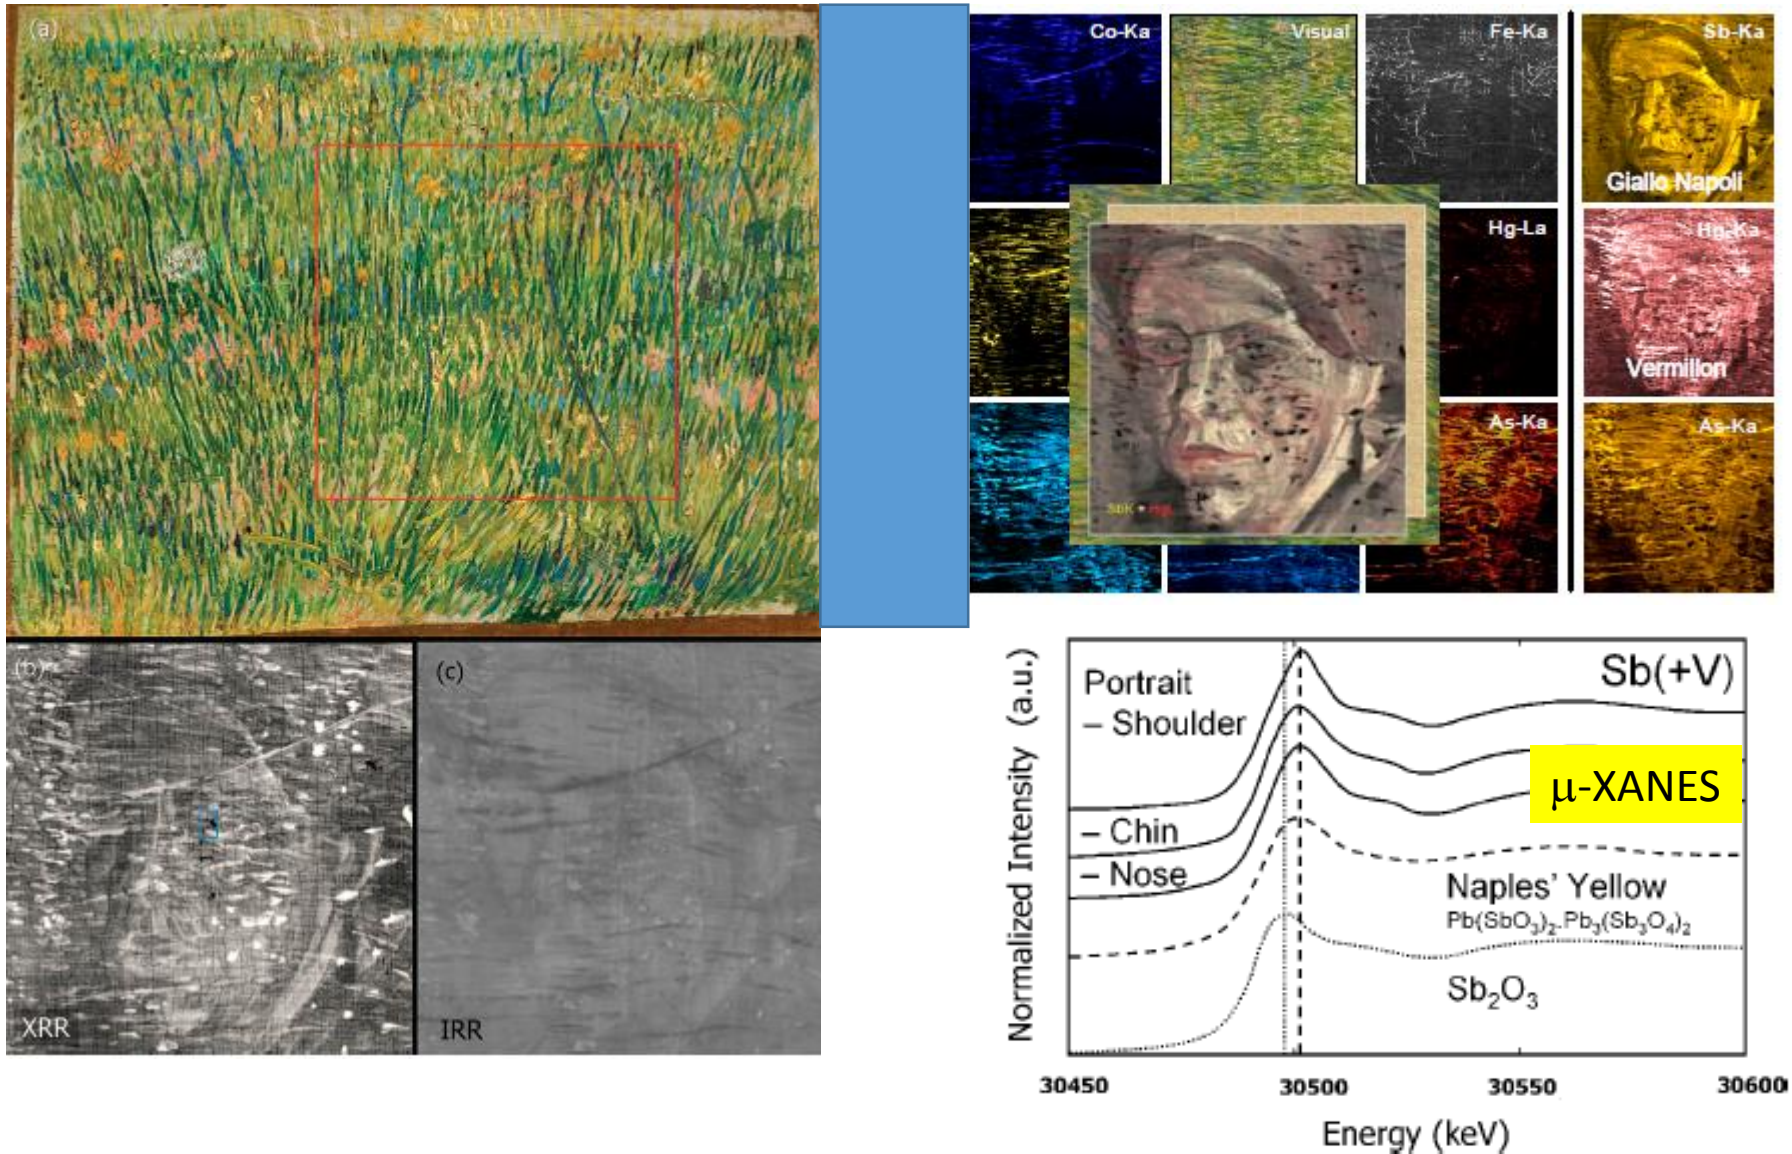 (a)
Co-Ka
Visual
Fe-Ka
Sb-Ka
Giallo Napoli
Hg-La
Hg-Ka
Vermilion
As-Ka
As-Ka
SbK + HgL
(b)
XRR
(c)
IRR
Normalized Intensity (a.u.)
Portrait
– Shoulder
– Chin
– Nose
Sb(+V)
μ-XANES
Naples' Yellow
Pb(SbO₃)₂.Pb₃(Sb₃O₄)₂
Sb₂O₃
30450 30500 30550 30600
Energy (keV)